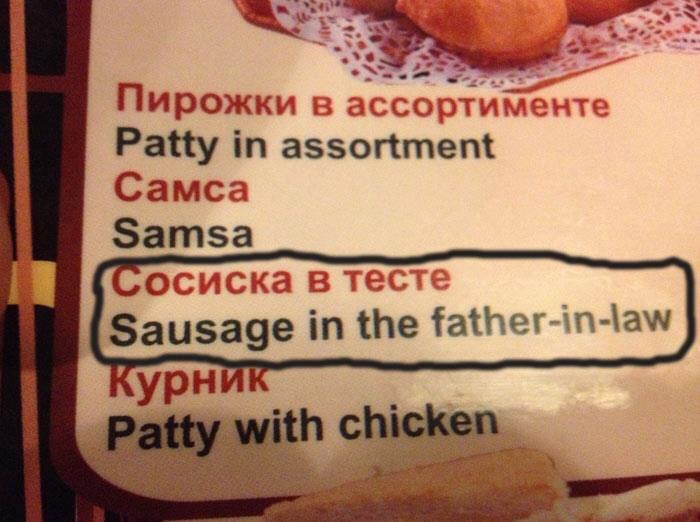 Пирожки в ассортименте
Patty in assortment
Самса
Samsa
Сосиска в тесте
Sausage in the father-in-law
Курник
Patty with chicken